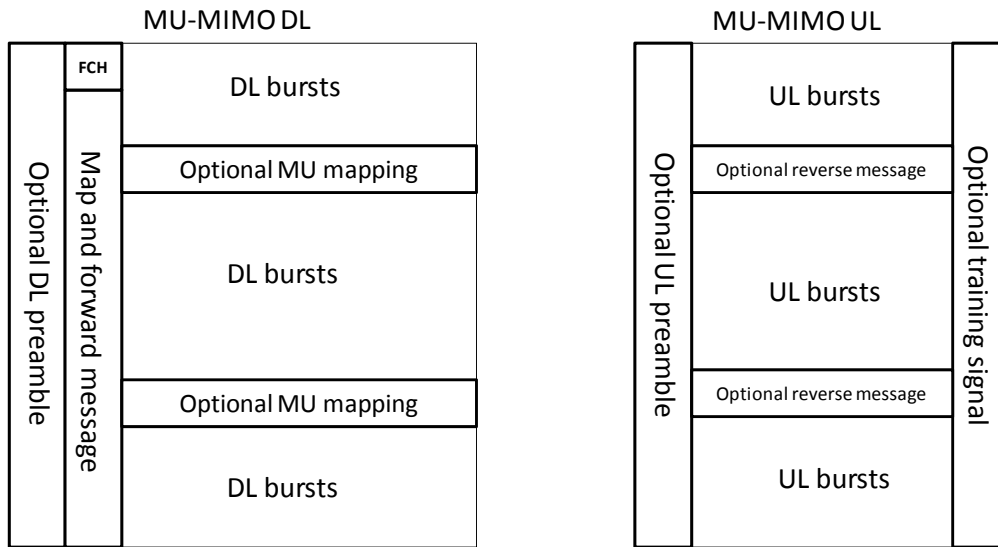 MU-MIMO DL
Optional DL preamble
FCH
Map and forward message
DL bursts
Optional MU mapping
DL bursts
Optional MU mapping
DL bursts
MU-MIMO UL
Optional UL preamble
UL bursts
Optional reverse message
UL bursts
Optional reverse message
UL bursts
Optional training signal